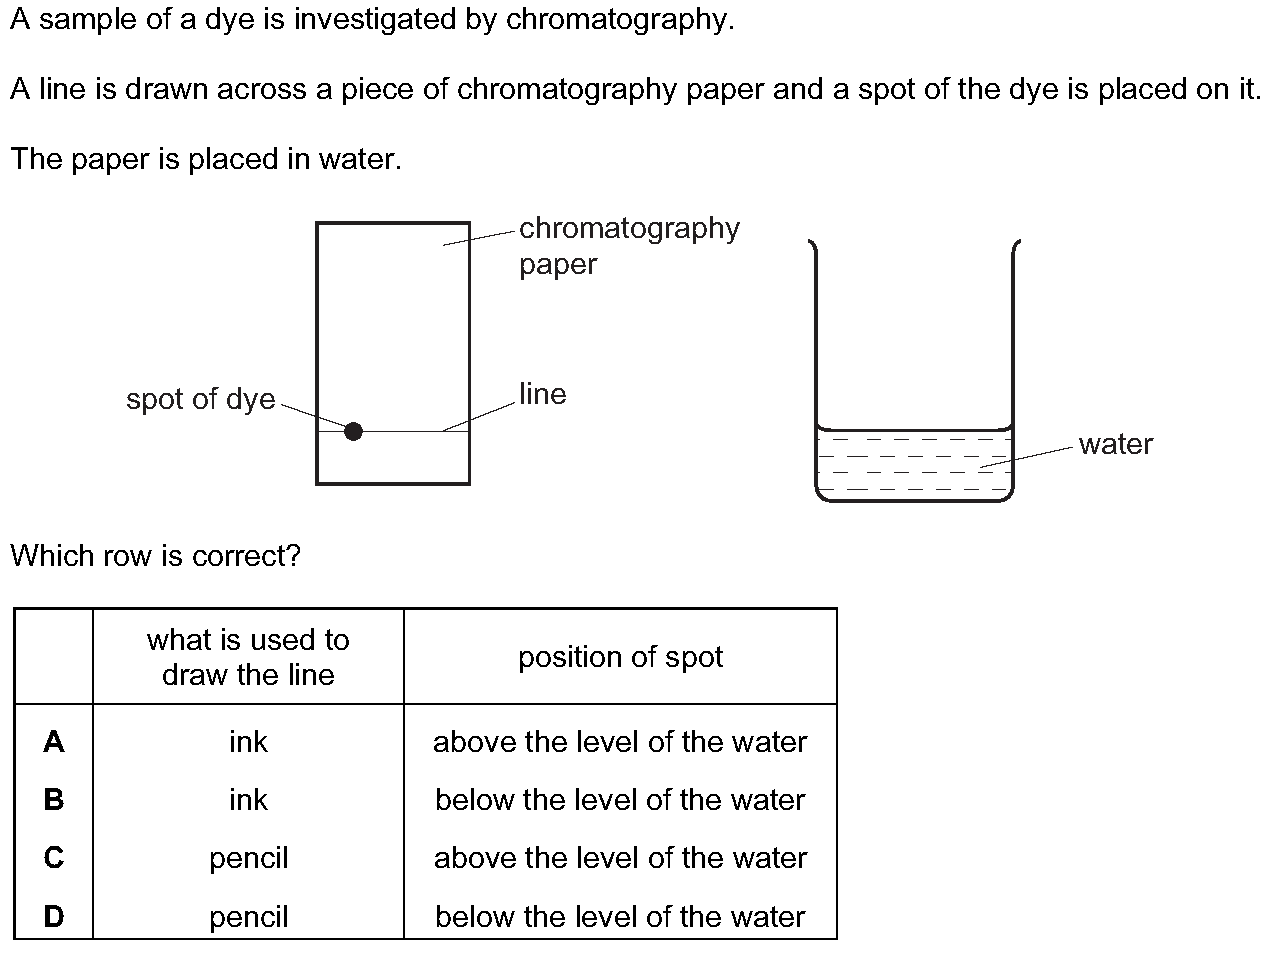 A sample of a dye is investigated by chromatography.
A line is drawn across a piece of chromatography paper and a spot of the dye is placed on it.
The paper is placed in water.
chromatography
paper
spot of dye
line
water
Which row is correct?
what is used to
draw the line
position of spot
A ink above the level of the water
B ink below the level of the water
C pencil above the level of the water
D pencil below the level of the water